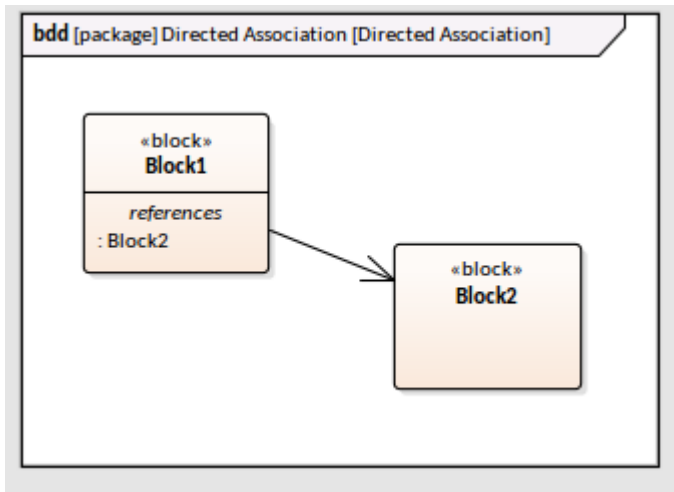 bdd [package] Directed Association [Directed Association]
«block»
Block1
references
: Block2
«block»
Block2